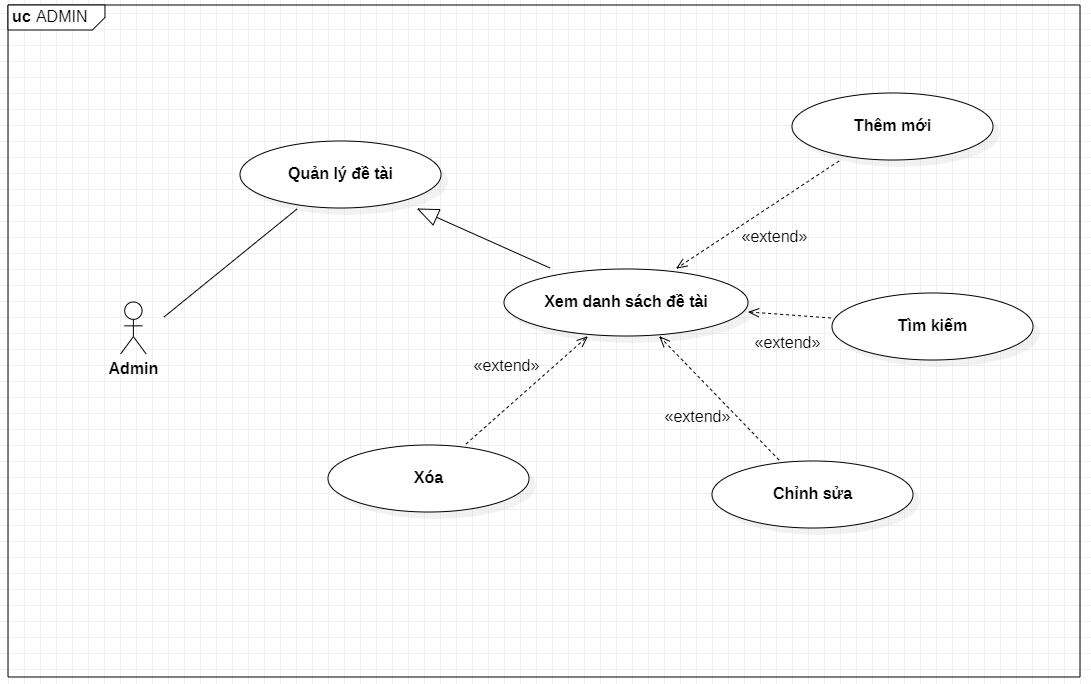 uc ADMIN
Thêm mới
Quản lý đề tài
«extend»
Xem danh sách đề tài
Tìm kiếm
«extend»
Admin
«extend»
«extend»
Xóa
Chỉnh sửa